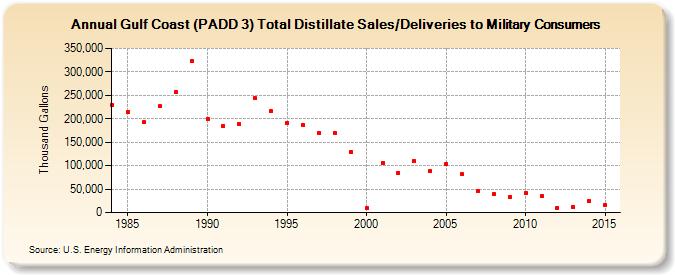 Annual Gulf Coast (PADD 3) Total Distillate Sales/Deliveries to Military Consumers
Thousand Gallons
350,000
300,000
250,000
200,000
150,000
100,000
50,000
0
1985 1990 1995 2000 2005 2010 2015
Source: U.S. Energy Information Administration